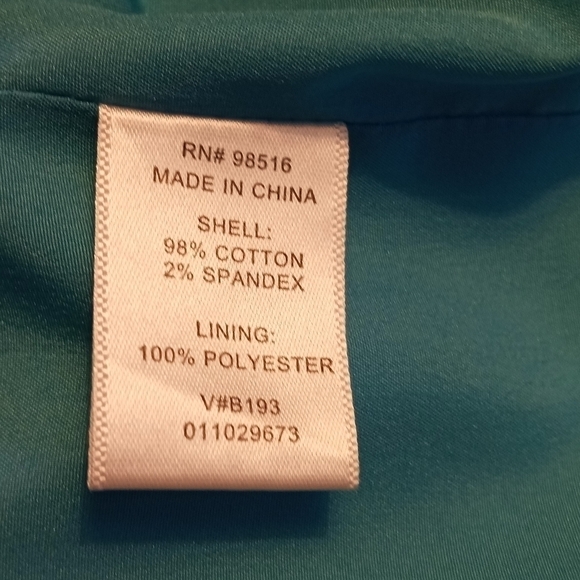 RN# 98516
MADE IN CHINA
SHELL:
98% COTTON
2% SPANDEX
LINING:
100% POLYESTER
V#B193
011029673